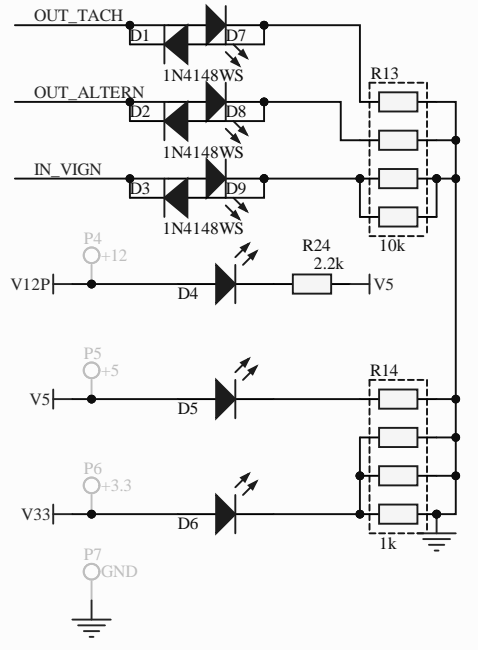 OUT_TACH
D1 D7
1N4148WS
R13
OUT_ALTERN
D2 D8
1N4148WS
IN_VIGN
D3 D9
1N4148WS
10k
P4
+12
R24
2.2k
V12P D4 V5
P5
+5
R14
V5 D5
P6
+3.3
V33 D6
1k
P7
GND